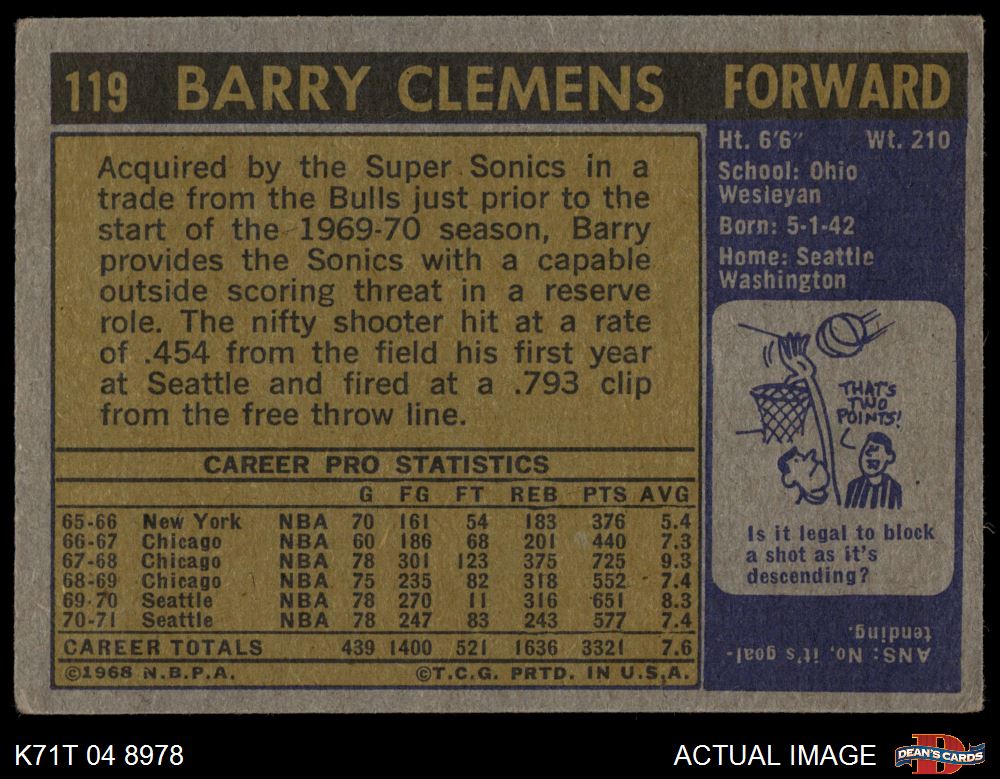 119 BARRY CLEMENS FORWARD
Acquired by the Super Sonics in a
trade from the Bulls just prior to the
start of the 1969-70 season, Barry
provides the Sonics with a capable
outside scoring threat in a reserve
role. The nifty shooter hit at a rate
of .454 from the field his first year
at Seattle and fired at a .793 clip
from the free throw line.
CAREER PRO STATISTICS
G FG FT REB PTS AVG
65-66 New York NBA 70 161 54 183 376 5.4
66-67 Chicago NBA 60 186 68 201 440 7.3
67-68 Chicago NBA 78 301 123 375 725 9.3
68-69 Chicago NBA 75 235 82 318 552 7.4
69-70 Seattle NBA 78 270 11 316 651 8.3
70-71 Seattle NBA 78 247 83 243 577 7.4
CAREER TOTALS 439 1400 521 1636 3321 7.6
©1968 N.B.P.A. ©T.C.G. PRTD. IN U.S.A.
Ht. 6'6" Wt. 210
School: Ohio
Wesleyan
Born: 5-1-42
Home: Seattle
Washington
THAT'S
TWO
POINTS!
Is it legal to block
a shot as it's
descending?
ANS: No, it's goal-
tending.
K71T 04 8978
ACTUAL IMAGE
DEAN'S CARDS